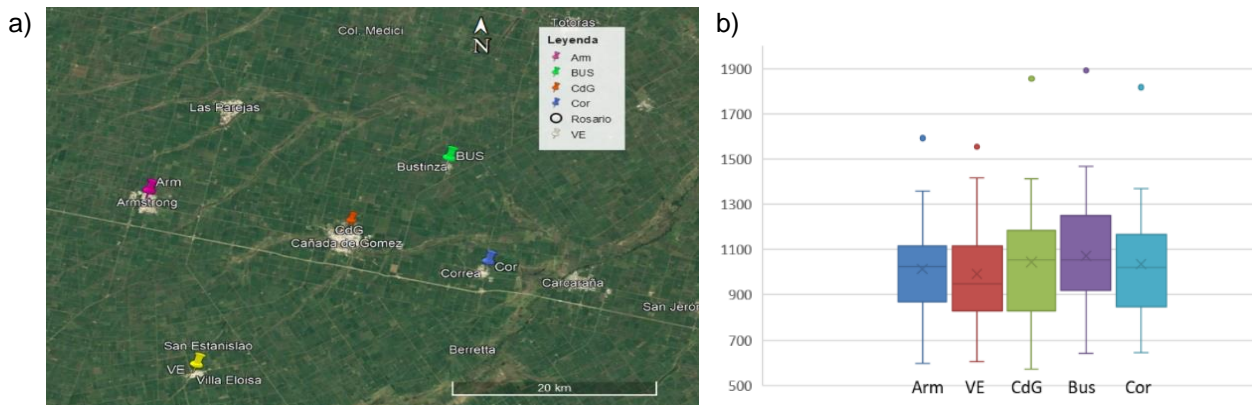 a)
Col. Medici
Totoras
N
Leyenda
Arm
BUS
CdG
Cor
Rosario
VE
Las Parejas
BUS
Bustinza
Arm
Armstrong
CdG
Cañada de Gomez
Cor
Correa
Carcaraña
San Jeror
San Estanislao
VE
Villa Eloisa
Berretta
20 km
b)
1900
1700
1500
1300
1100
900
700
500
Arm VE CdG Bus Cor